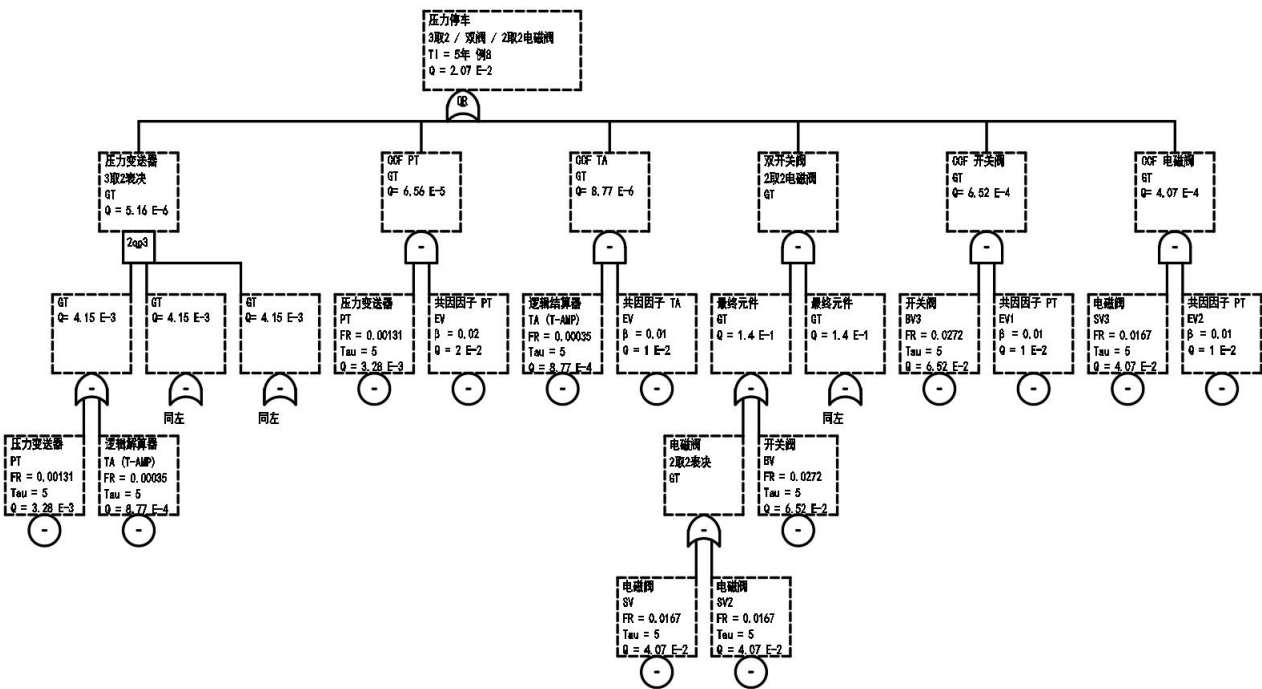 压力停车
3取2 / 双阀 / 2取2电磁阀
TI = 5年 例8
Q = 2.07 E-2
OR
压力变送器
3取2表决
GT
Q = 5.16 E-6
2oo3
CCF PT
GT
Q= 6.56 E-5
CCF TA
GT
Q= 8.77 E-6
双开关阀
2取2电磁阀
GT
CCF 开关阀
GT
Q= 6.52 E-4
CCF 电磁阀
GT
Q= 4.07 E-4
GT
Q= 4.15 E-3
GT
Q= 4.15 E-3
同左
GT
Q= 4.15 E-3
同左
压力变送器
PT
FR = 0.00131
Tau = 5
Q = 3.28 E-3
共因因子 PT
EV
β = 0.02
Q = 2 E-2
逻辑结算器
TA (T-AMP)
FR = 0.00035
Tau = 5
Q = 8.77 E-4
共因因子 TA
EV
β = 0.01
Q = 1 E-2
最终元件
GT
Q = 1.4 E-1
最终元件
GT
Q = 1.4 E-1
同左
开关阀
BV3
FR = 0.0272
Tau = 5
Q = 6.52 E-2
共因因子 PT
EV1
β = 0.01
Q = 1 E-2
电磁阀
SV3
FR = 0.0167
Tau = 5
Q = 4.07 E-2
共因因子 PT
EV2
β = 0.01
Q = 1 E-2
压力变送器
PT
FR = 0.00131
Tau = 5
Q = 3.28 E-3
逻辑解算器
TA (T-AMP)
FR = 0.00035
Tau = 5
Q = 8.77 E-4
电磁阀
2取2表决
GT
开关阀
BV
FR = 0.0272
Tau = 5
Q = 6.52 E-2
电磁阀
SV
FR = 0.0167
Tau = 5
Q = 4.07 E-2
电磁阀
SV2
FR = 0.0167
Tau = 5
Q = 4.07 E-2